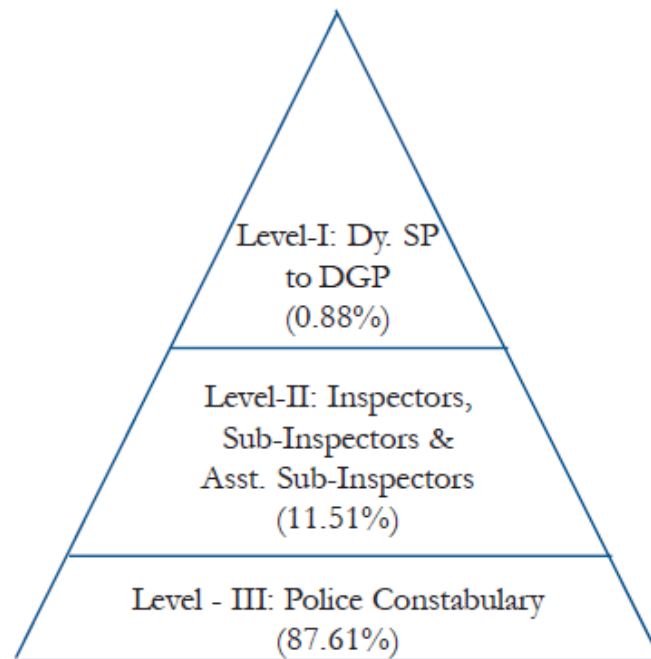 Level-I: Dy. SP
to DGP
(0.88%)
Level-II: Inspectors,
Sub-Inspectors &
Asst. Sub-Inspectors
(11.51%)
Level - III: Police Constabulary
(87.61%)